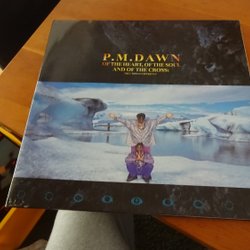 P.M.DAWN
OF THE HEART, OF THE SOUL
AND OF THE CROSS: